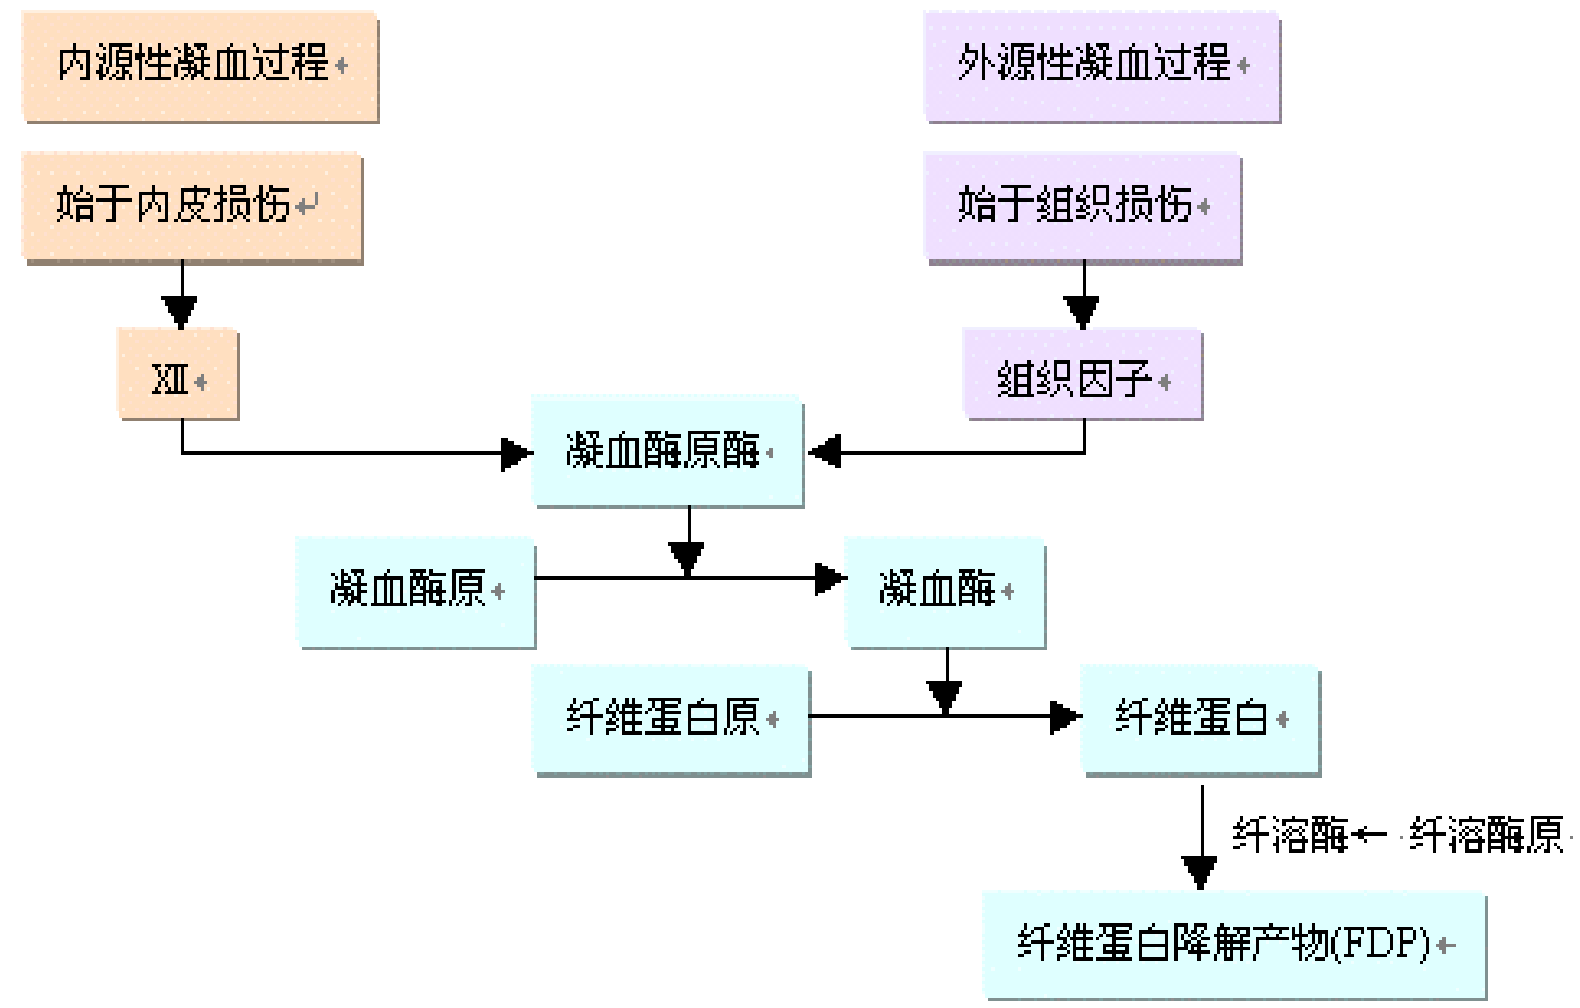 内源性凝血过程
外源性凝血过程
始于内皮损伤
始于组织损伤
XII
组织因子
凝血酶原酶
凝血酶原
凝血酶
纤维蛋白原
纤维蛋白
纤溶酶← 纤溶酶原
纤维蛋白降解产物(FDP)